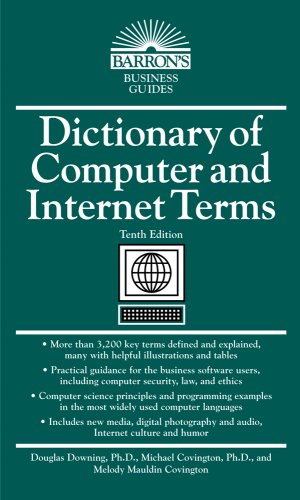 BARRON'S
BUSINESS
GUIDES
Dictionary of
Computer and
Internet Terms
Tenth Edition
• More than 3,200 key terms defined and explained,
many with helpful illustrations and tables
• Practical guidance for the business software users,
including computer security, law, and ethics
• Computer science principles and programming examples
in the most widely used computer languages
• Includes new media, digital photography and audio,
Internet culture and humor
Douglas Downing, Ph.D., Michael Covington, Ph.D., and
Melody Mauldin Covington